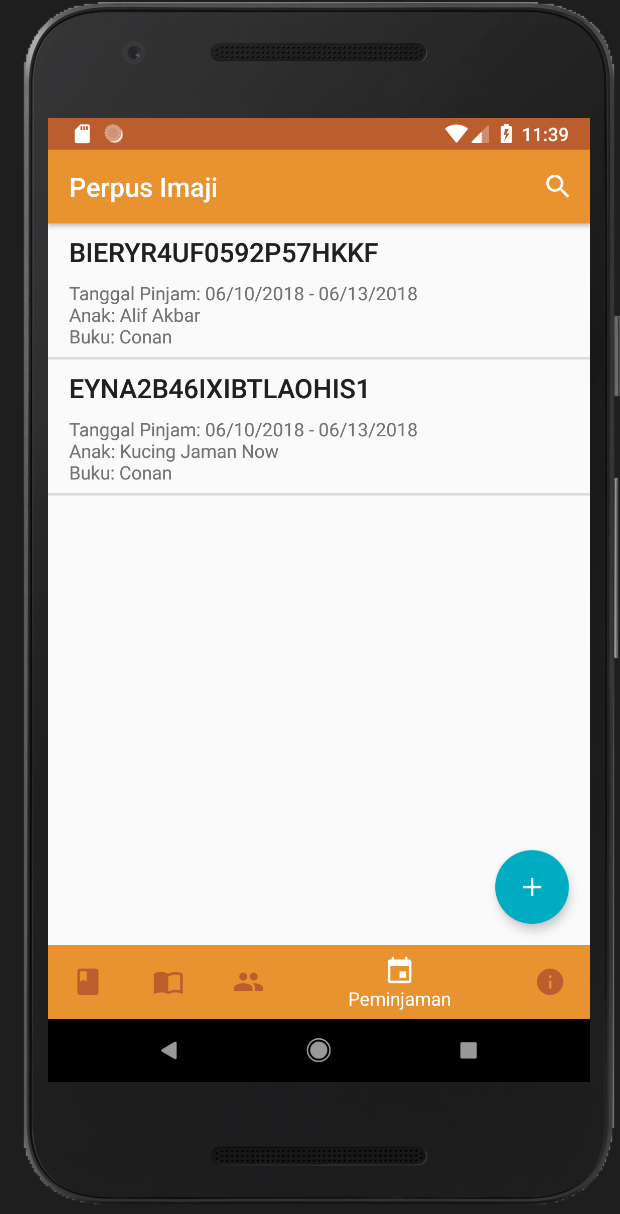 11:39
Perpus Imaji
BIERYR4UF0592P57HKKF
Tanggal Pinjam: 06/10/2018 - 06/13/2018
Anak: Alif Akbar
Buku: Conan
EYNA2B46IXIBTLAOHIS1
Tanggal Pinjam: 06/10/2018 - 06/13/2018
Anak: Kucing Jaman Now
Buku: Conan
Peminjaman